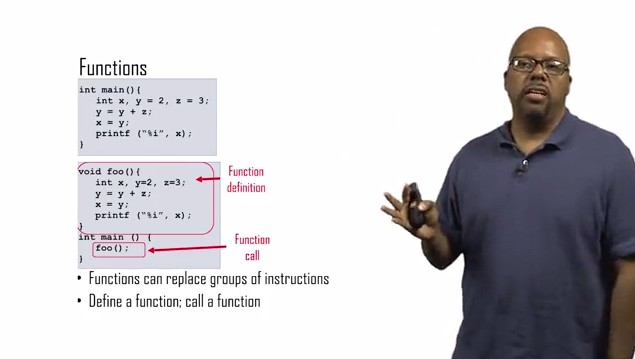 Functions
int main(){
int x, y = 2, z = 3;
y = y + z;
x = y;
printf ("%i", x);
}
void foo(){
int x, y=2, z=3;
y = y + z;
x = y;
printf ("%i", x);
}
Function
definition
int main () {
foo();
}
Function
call
• Functions can replace groups of instructions
• Define a function; call a function